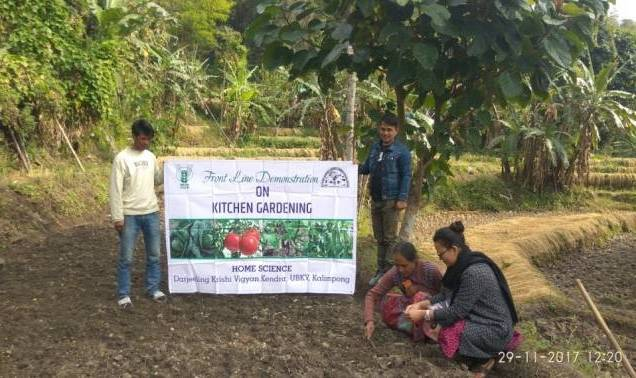 Front Line Demonstration
ON
KITCHEN GARDENING
HOME SCIENCE
Darjeeling Krishi Vigyan Kendra, UBKV, Kalimpong
29-11-2017 12:20